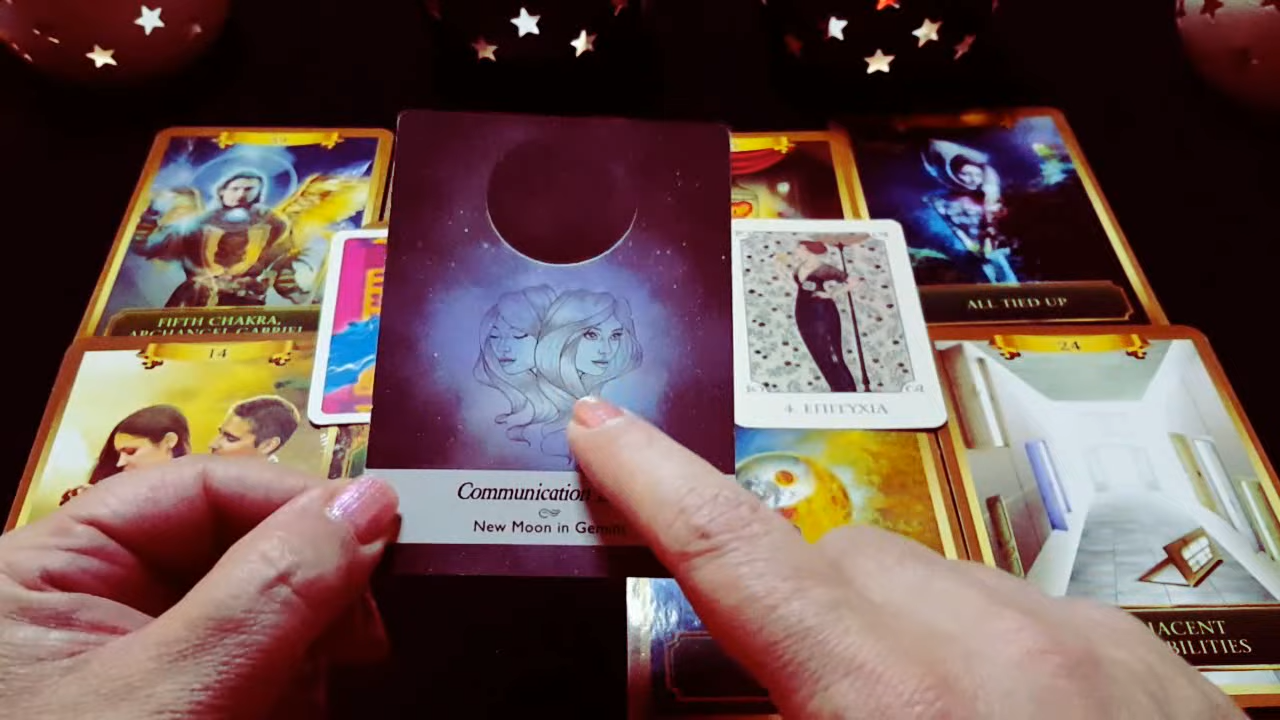 FIFTH CHAKRA,
ARCHANGEL GABRIEL
ALL TIED UP
14
24
4. ΕΠΙΤΥΧΙΑ
Communication
New Moon in Gemini